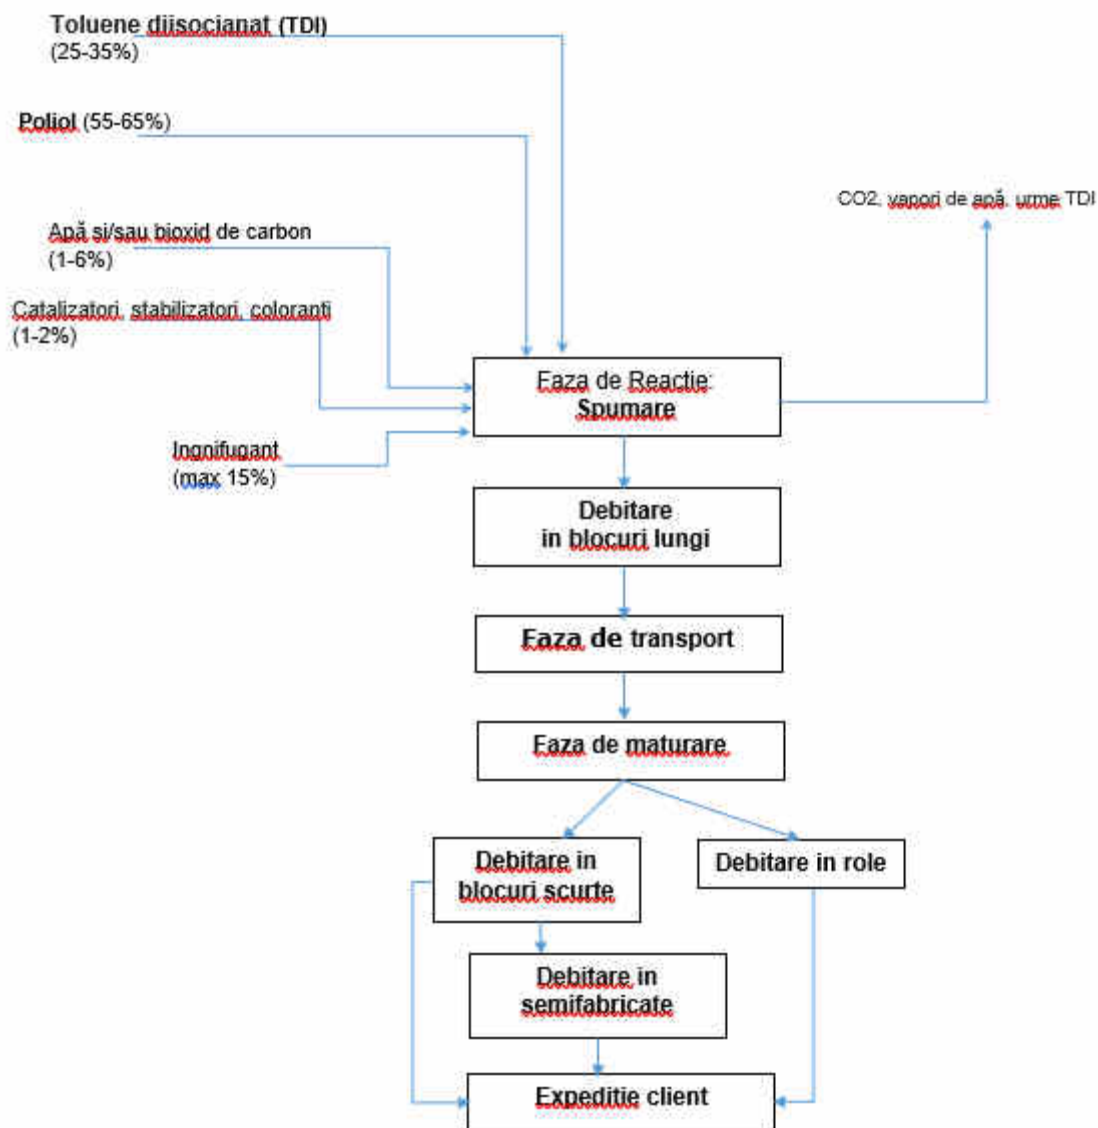 Toluene diisocianat (TDI)
(25-35%)
Poliol (55-65%)
CO2, vapori de apă, urme TDI
Apă si/sau bioxid de carbon
(1-6%)
Catalizatori, stabilizatori, coloranti
(1-2%)
Faza de Reactie:
Spumare
Ingnifugant
(max 15%)
Debitare
in blocuri lungi
Faza de transport
Faza de maturare
Debitare in
blocuri scurte
Debitare in role
Debitare in
semifabricate
Expeditie client